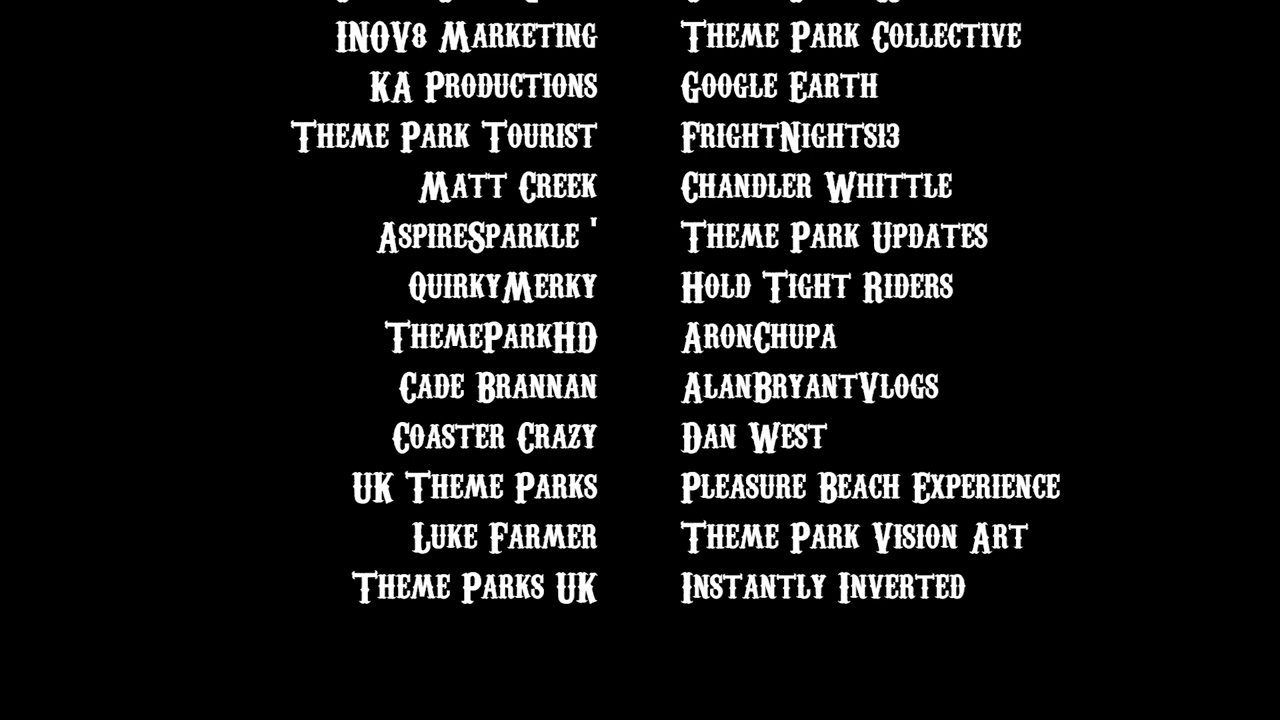 INOV8 Marketing Theme Park Collective
KA Productions Google Earth
Theme Park Tourist FrightNights13
Matt Creek Chandler Whittle
AspireSparkle ' Theme Park Updates
QuirkyMerky Hold Tight Riders
ThemeParkHD AronChupa
Cade Brannan AlanBryantVlogs
Coaster Crazy Dan West
UK Theme Parks Pleasure Beach Experience
Luke Farmer Theme Park Vision Art
Theme Parks UK Instantly Inverted